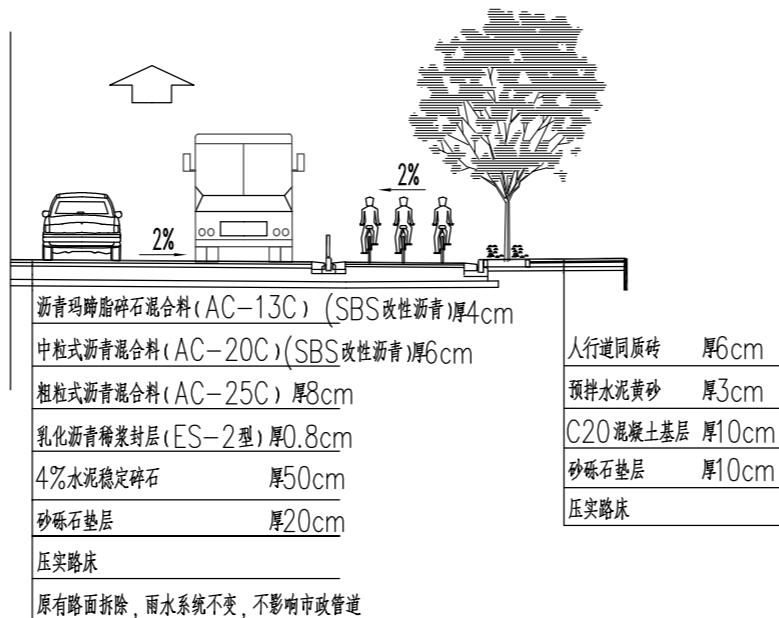 2%
2%
沥青玛蹄脂碎石混合料(AC-13C) (SBS改性沥青)厚4cm
中粒式沥青混合料(AC-20C)(SBS改性沥青)厚6cm
粗粒式沥青混合料(AC-25C) 厚8cm
乳化沥青稀浆封层(ES-2型)厚0.8cm
4%水泥稳定碎石 厚50cm
砂砾石垫层 厚20cm
压实路床
原有路面拆除，雨水系统不变，不影响市政管道
人行道同质砖 厚6cm
预拌水泥黄砂 厚3cm
C20混凝土基层 厚10cm
砂砾石垫层 厚10cm
压实路床